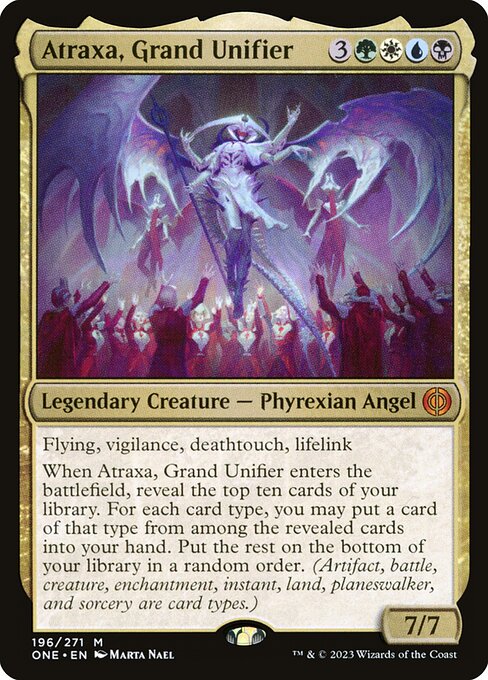 Atraxa, Grand Unifier 3
Legendary Creature — Phyrexian Angel
Flying, vigilance, deathtouch, lifelink
When Atraxa, Grand Unifier enters the
battlefield, reveal the top ten cards of your
library. For each card type, you may put a card
of that type from among the revealed cards
into your hand. Put the rest on the bottom of
your library in a random order. (Artifact, battle,
creature, enchantment, instant, land, planeswalker,
and sorcery are card types.)
7/7
196/271 M
ONE • EN Marta Nael
™ & © 2023 Wizards of the Coast